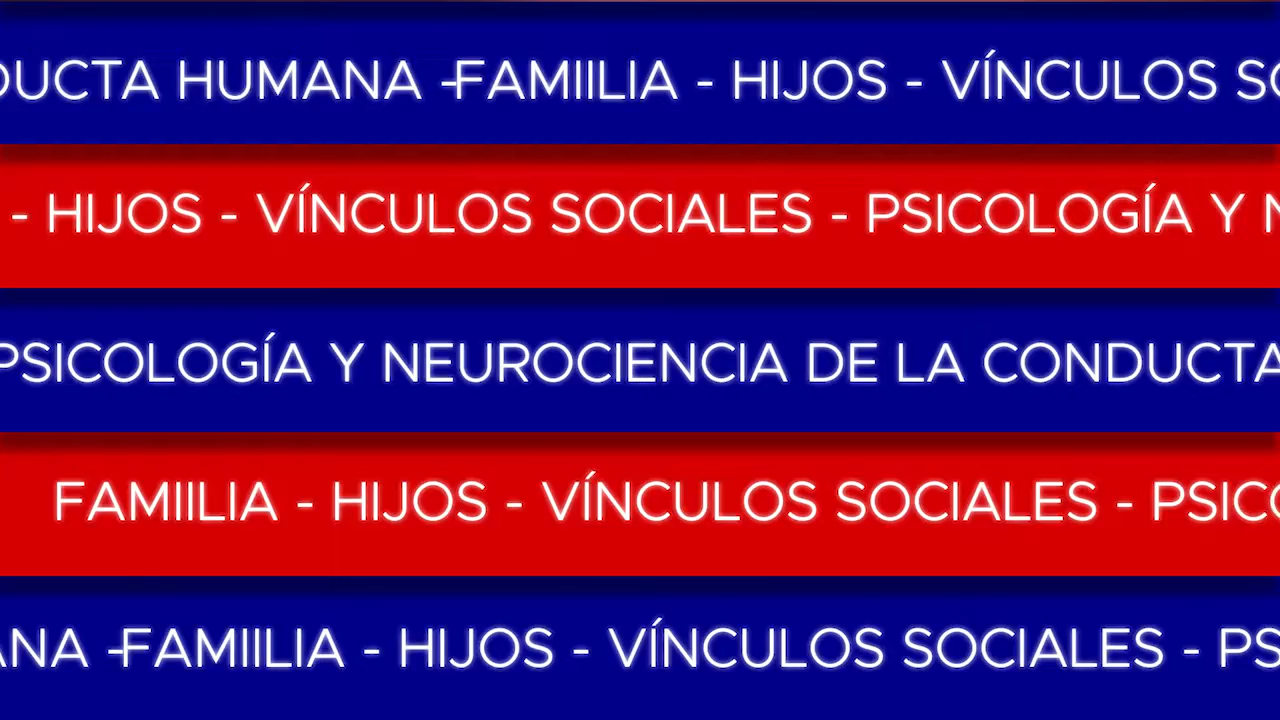 DUCTA HUMANA -FAMIILIA - HIJOS - VÍNCULOS SO
- HIJOS - VÍNCULOS SOCIALES - PSICOLOGÍA Y N
PSICOLOGÍA Y NEUROCIENCIA DE LA CONDUCTA
FAMIILIA - HIJOS - VÍNCULOS SOCIALES - PSICO
ANA -FAMIILIA - HIJOS - VÍNCULOS SOCIALES - PS